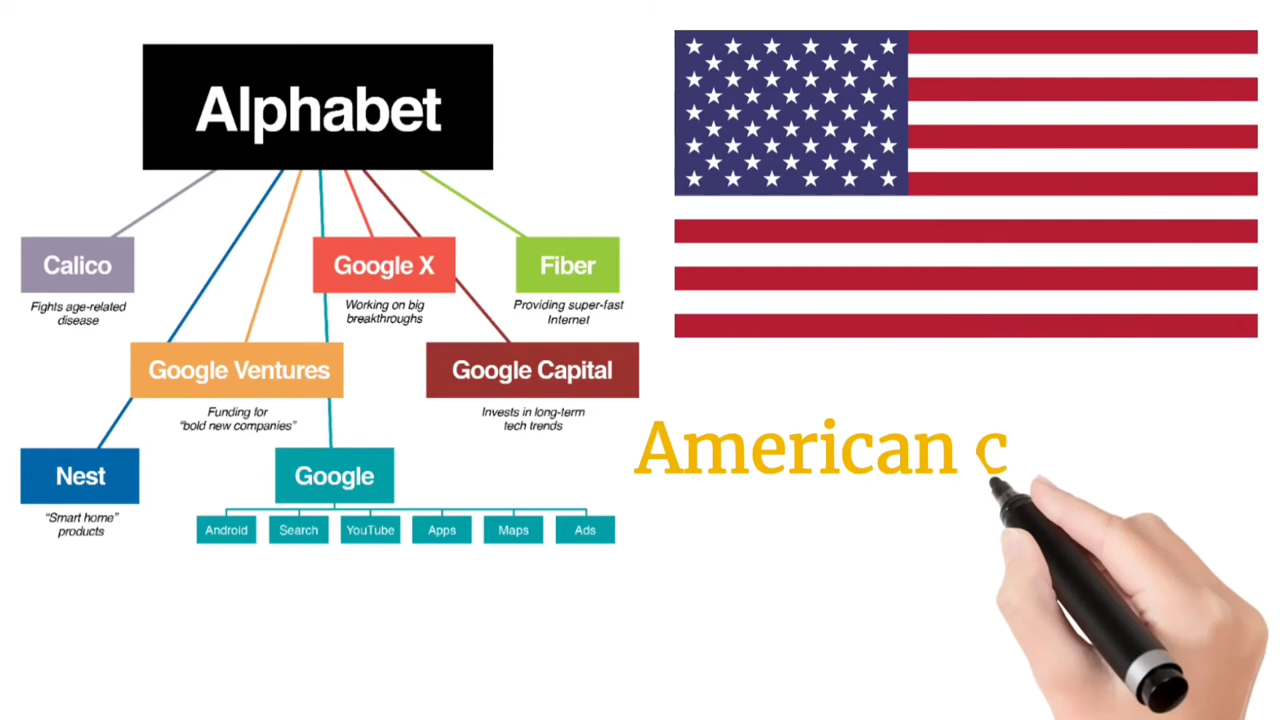 Alphabet
Calico
Fights age-related
disease
Google X
Working on big
breakthroughs
Fiber
Providing super-fast
Internet
Google Ventures
Funding for
"bold new companies"
Google Capital
Invests in long-term
tech trends
Nest
"Smart home"
products
Google
Android Search YouTube Apps Maps Ads
American c